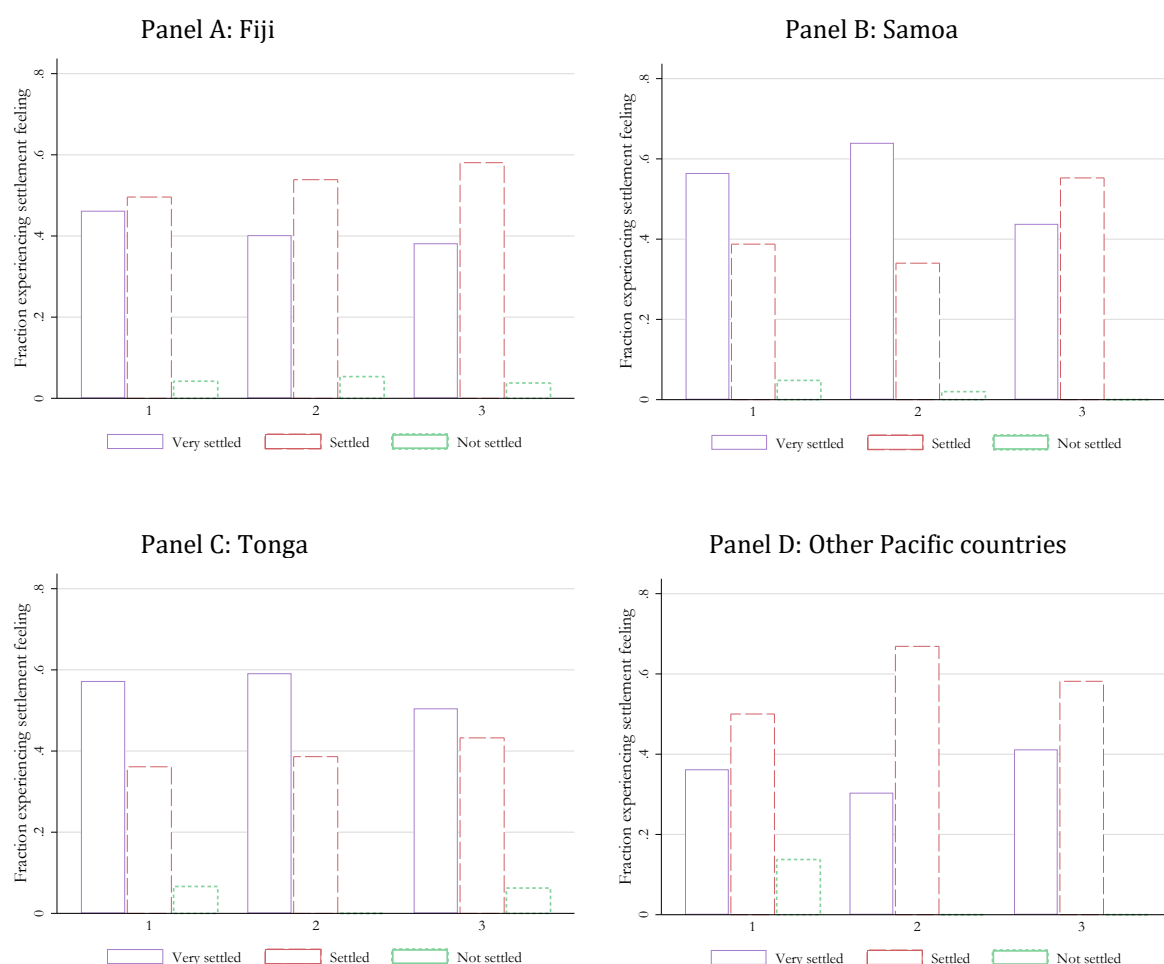 Panel A: Fiji
Fraction experiencing settlement feeling
0 .2 .4 .6 .8
1 2 3
Very settled Settled Not settled
Panel B: Samoa
Fraction experiencing settlement feeling
0 .2 .4 .6 .8
1 2 3
Very settled Settled Not settled
Panel C: Tonga
Fraction experiencing settlement feeling
0 .2 .4 .6 .8
1 2 3
Very settled Settled Not settled
Panel D: Other Pacific countries
Fraction experiencing settlement feeling
0 .2 .4 .6 .8
1 2 3
Very settled Settled Not settled